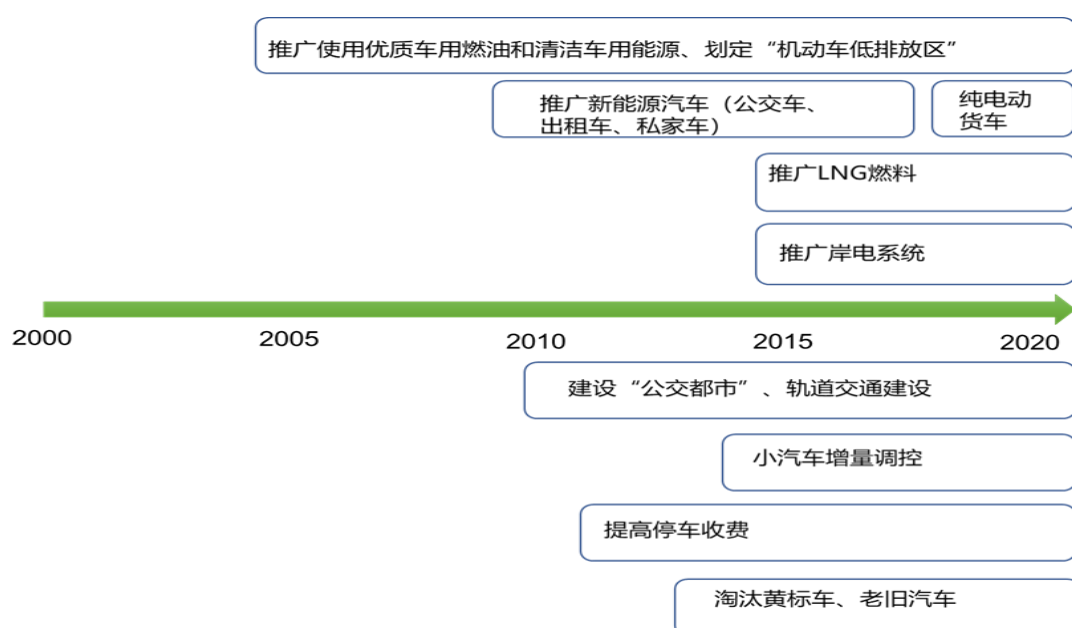 推广使用优质车用燃油和清洁车用能源、划定“机动车低排放区”
推广新能源汽车（公交车、
出租车、私家车）
纯电动
货车
推广LNG燃料
推广岸电系统
2000
2005
2010
2015
2020
建设“公交都市”、轨道交通建设
小汽车增量调控
提高停车收费
淘汰黄标车、老旧汽车